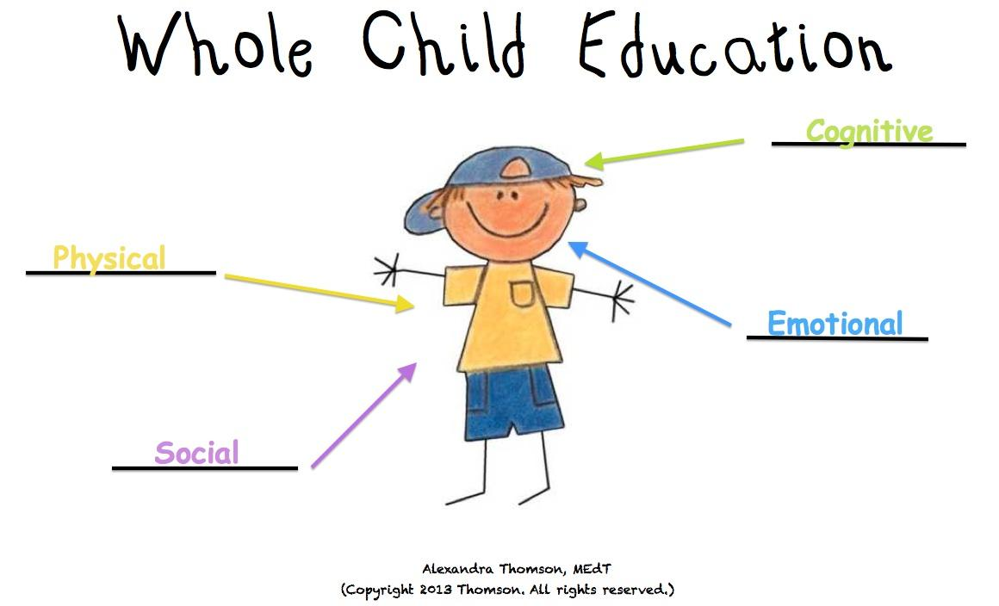 Whole Child Education
Cognitive
Physical
Emotional
Social
Alexandra Thomson, MEdT
(Copyright 2013 Thomson. All rights reserved.)